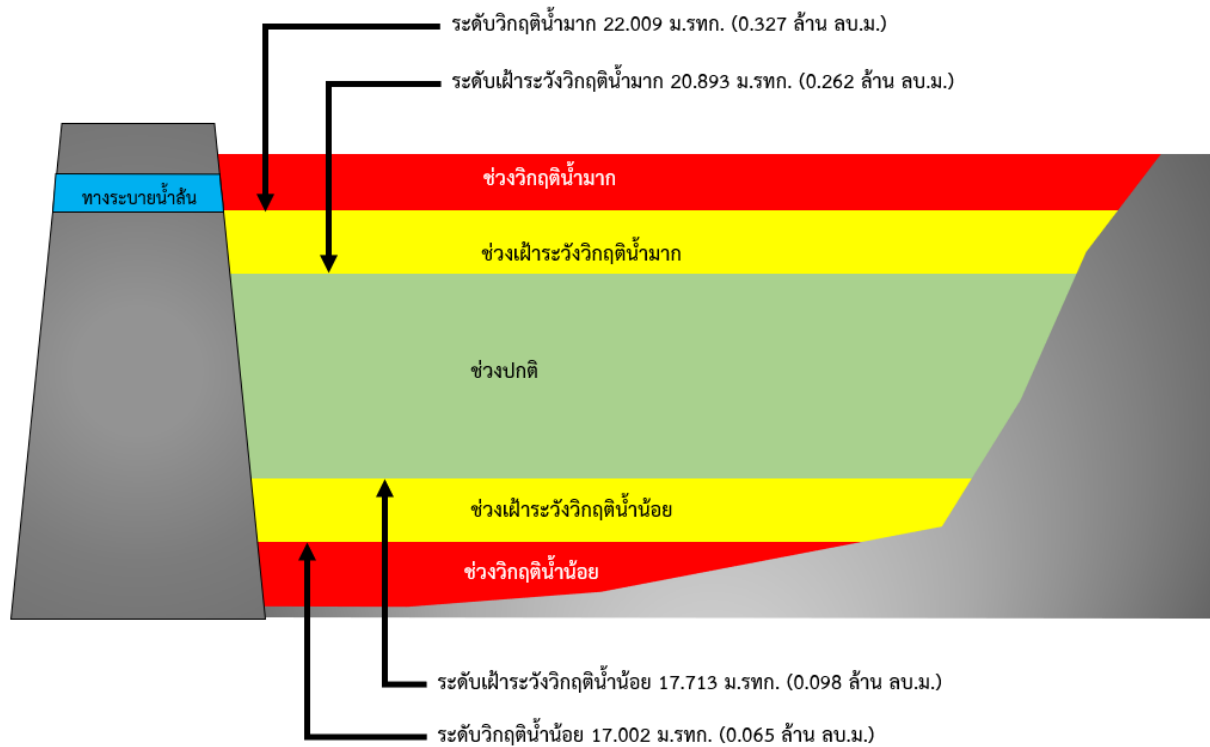 ระดับวิกฤติน้ำมาก 22.009 ม.รทก. (0.327 ล้าน ลบ.ม.)
ระดับเฝ้าระวังวิกฤติน้ำมาก 20.893 ม.รทก. (0.262 ล้าน ลบ.ม.)
ช่วงวิกฤติน้ำมาก
ทางระบายน้ำล้น
ช่วงเฝ้าระวังวิกฤติน้ำมาก
ช่วงปกติ
ช่วงเฝ้าระวังวิกฤติน้ำน้อย
ช่วงวิกฤติน้ำน้อย
ระดับเฝ้าระวังวิกฤติน้ำน้อย 17.713 ม.รทก. (0.098 ล้าน ลบ.ม.)
ระดับวิกฤติน้ำน้อย 17.002 ม.รทก. (0.065 ล้าน ลบ.ม.)